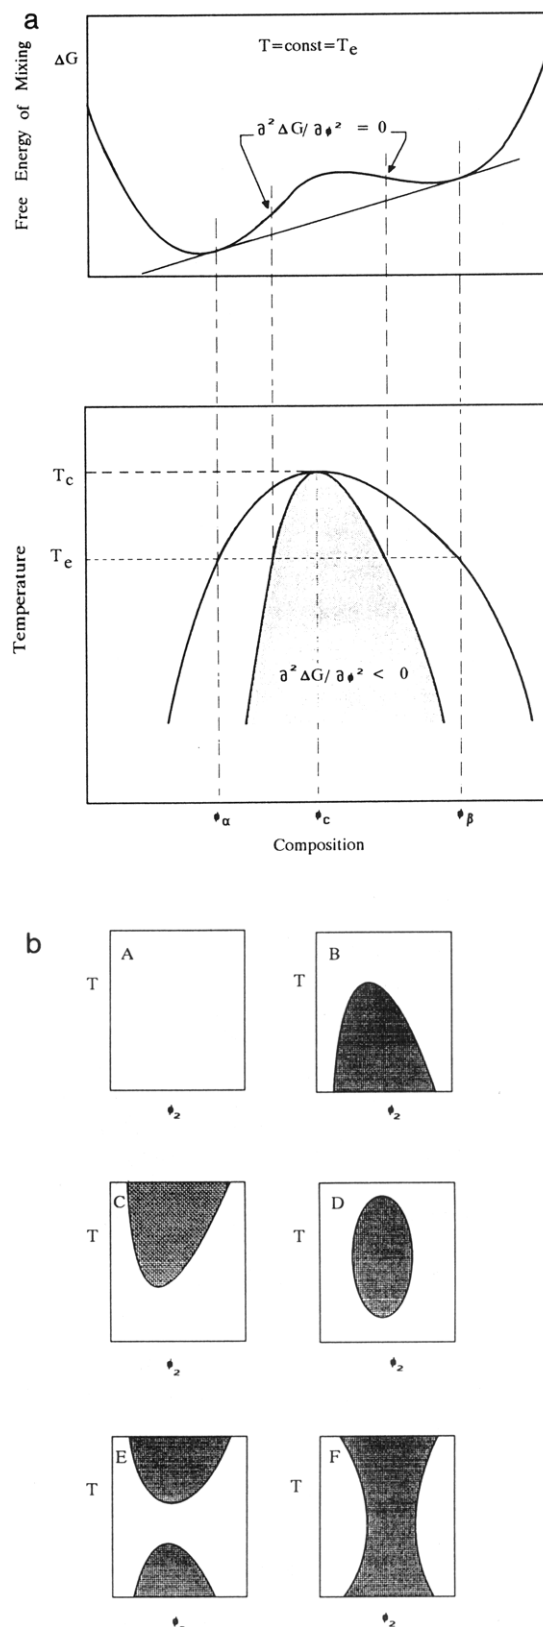 a
Free Energy of Mixing
ΔG
T=const=Te
∂²ΔG/∂ϕ² = 0
Temperature
Tc
Te
∂²ΔG/∂ϕ² < 0
ϕα ϕc ϕβ
Composition
b
A
T
ϕ₂
B
T
ϕ₂
C
T
ϕ₂
D
T
ϕ₂
E
T
F
T
ϕ₂